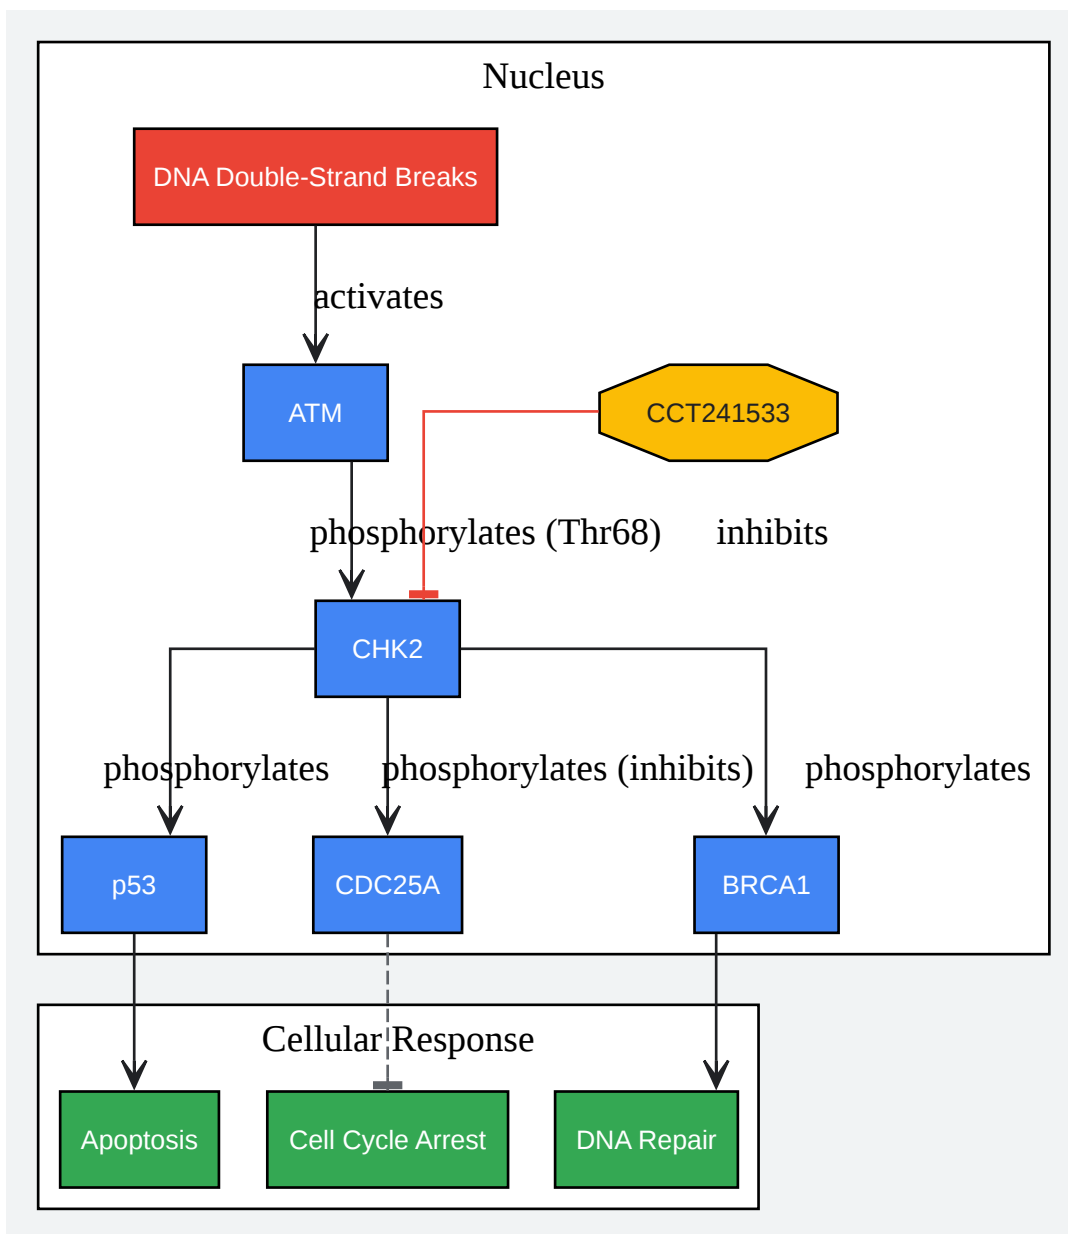 Nucleus
DNA Double-Strand Breaks
activates
ATM
CCT241533
phosphorylates (Thr68)
inhibits
CHK2
phosphorylates
phosphorylates (inhibits)
phosphorylates
p53
CDC25A
BRCA1
Cellular Response
Apoptosis
Cell Cycle Arrest
DNA Repair